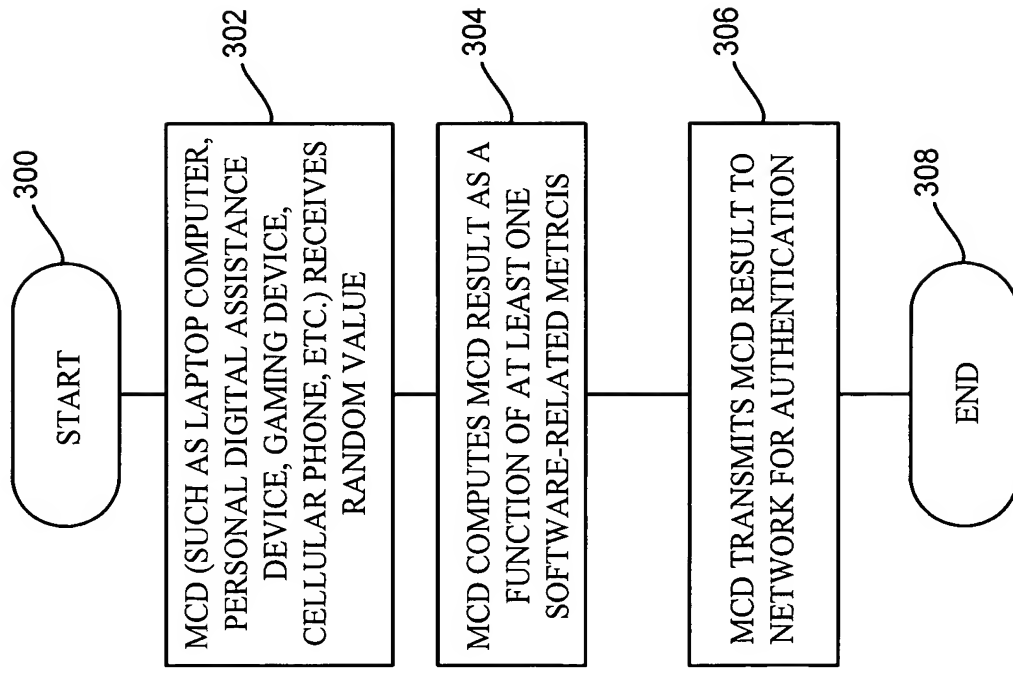 START
300
MCD (SUCH AS LAPTOP COMPUTER,
PERSONAL DIGITAL ASSISTANCE
DEVICE, GAMING DEVICE,
CELLULAR PHONE, ETC.) RECEIVES
RANDOM VALUE
302
MCD COMPUTES MCD RESULT AS A
FUNCTION OF AT LEAST ONE
SOFTWARE-RELATED METRCIS
304
MCD TRANSMITS MCD RESULT TO
NETWORK FOR AUTHENTICATION
306
END
308